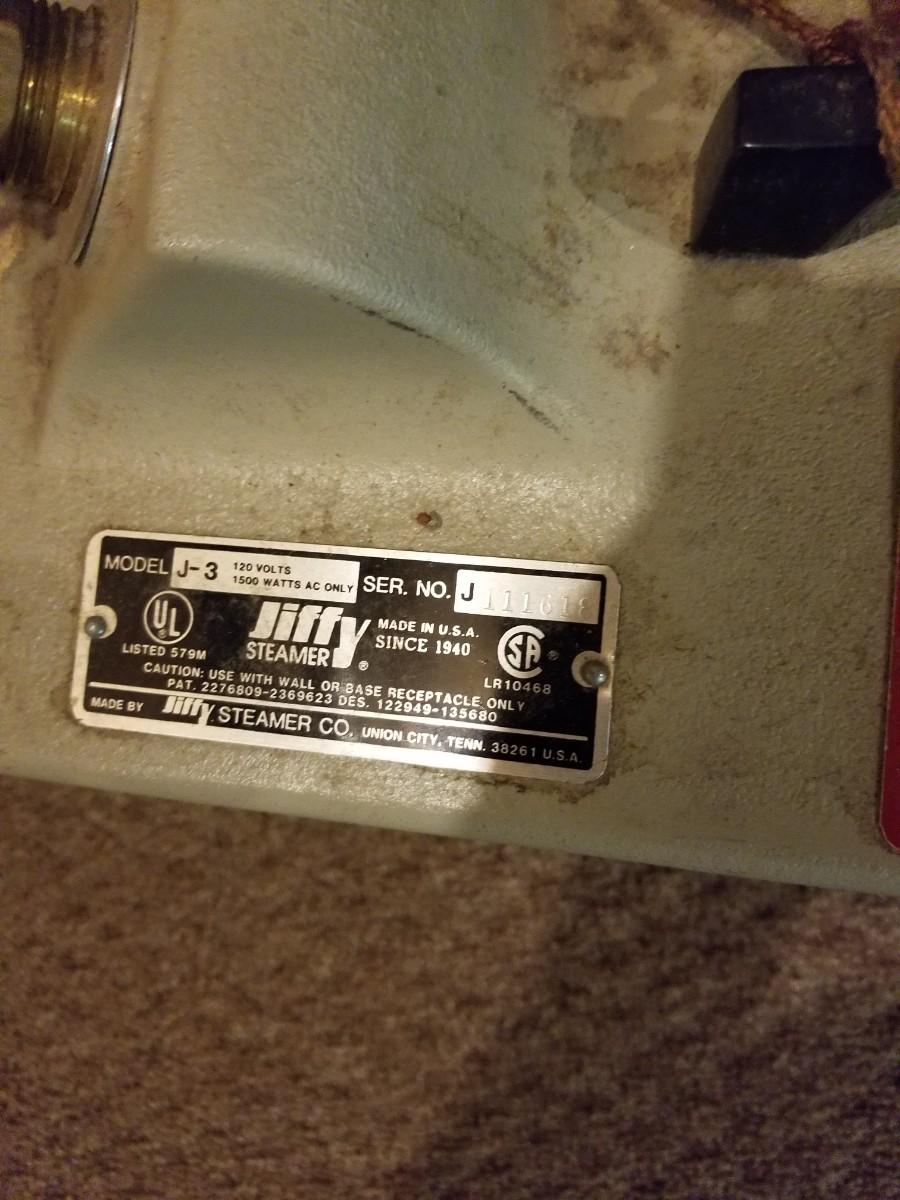 MODEL J-3 120 VOLTS
1500 WATTS AC ONLY
SER. NO. J
UL ®
LISTED 579M
Jiffy
STEAMER ®
MADE IN U.S.A.
SINCE 1940
SA ®
LR10468
CAUTION: USE WITH WALL OR BASE RECEPTACLE ONLY
PAT. 2276809-2369623 DES. 122949-135680
MADE BY Jiffy STEAMER CO. UNION CITY, TENN. 38261 U.S.A.